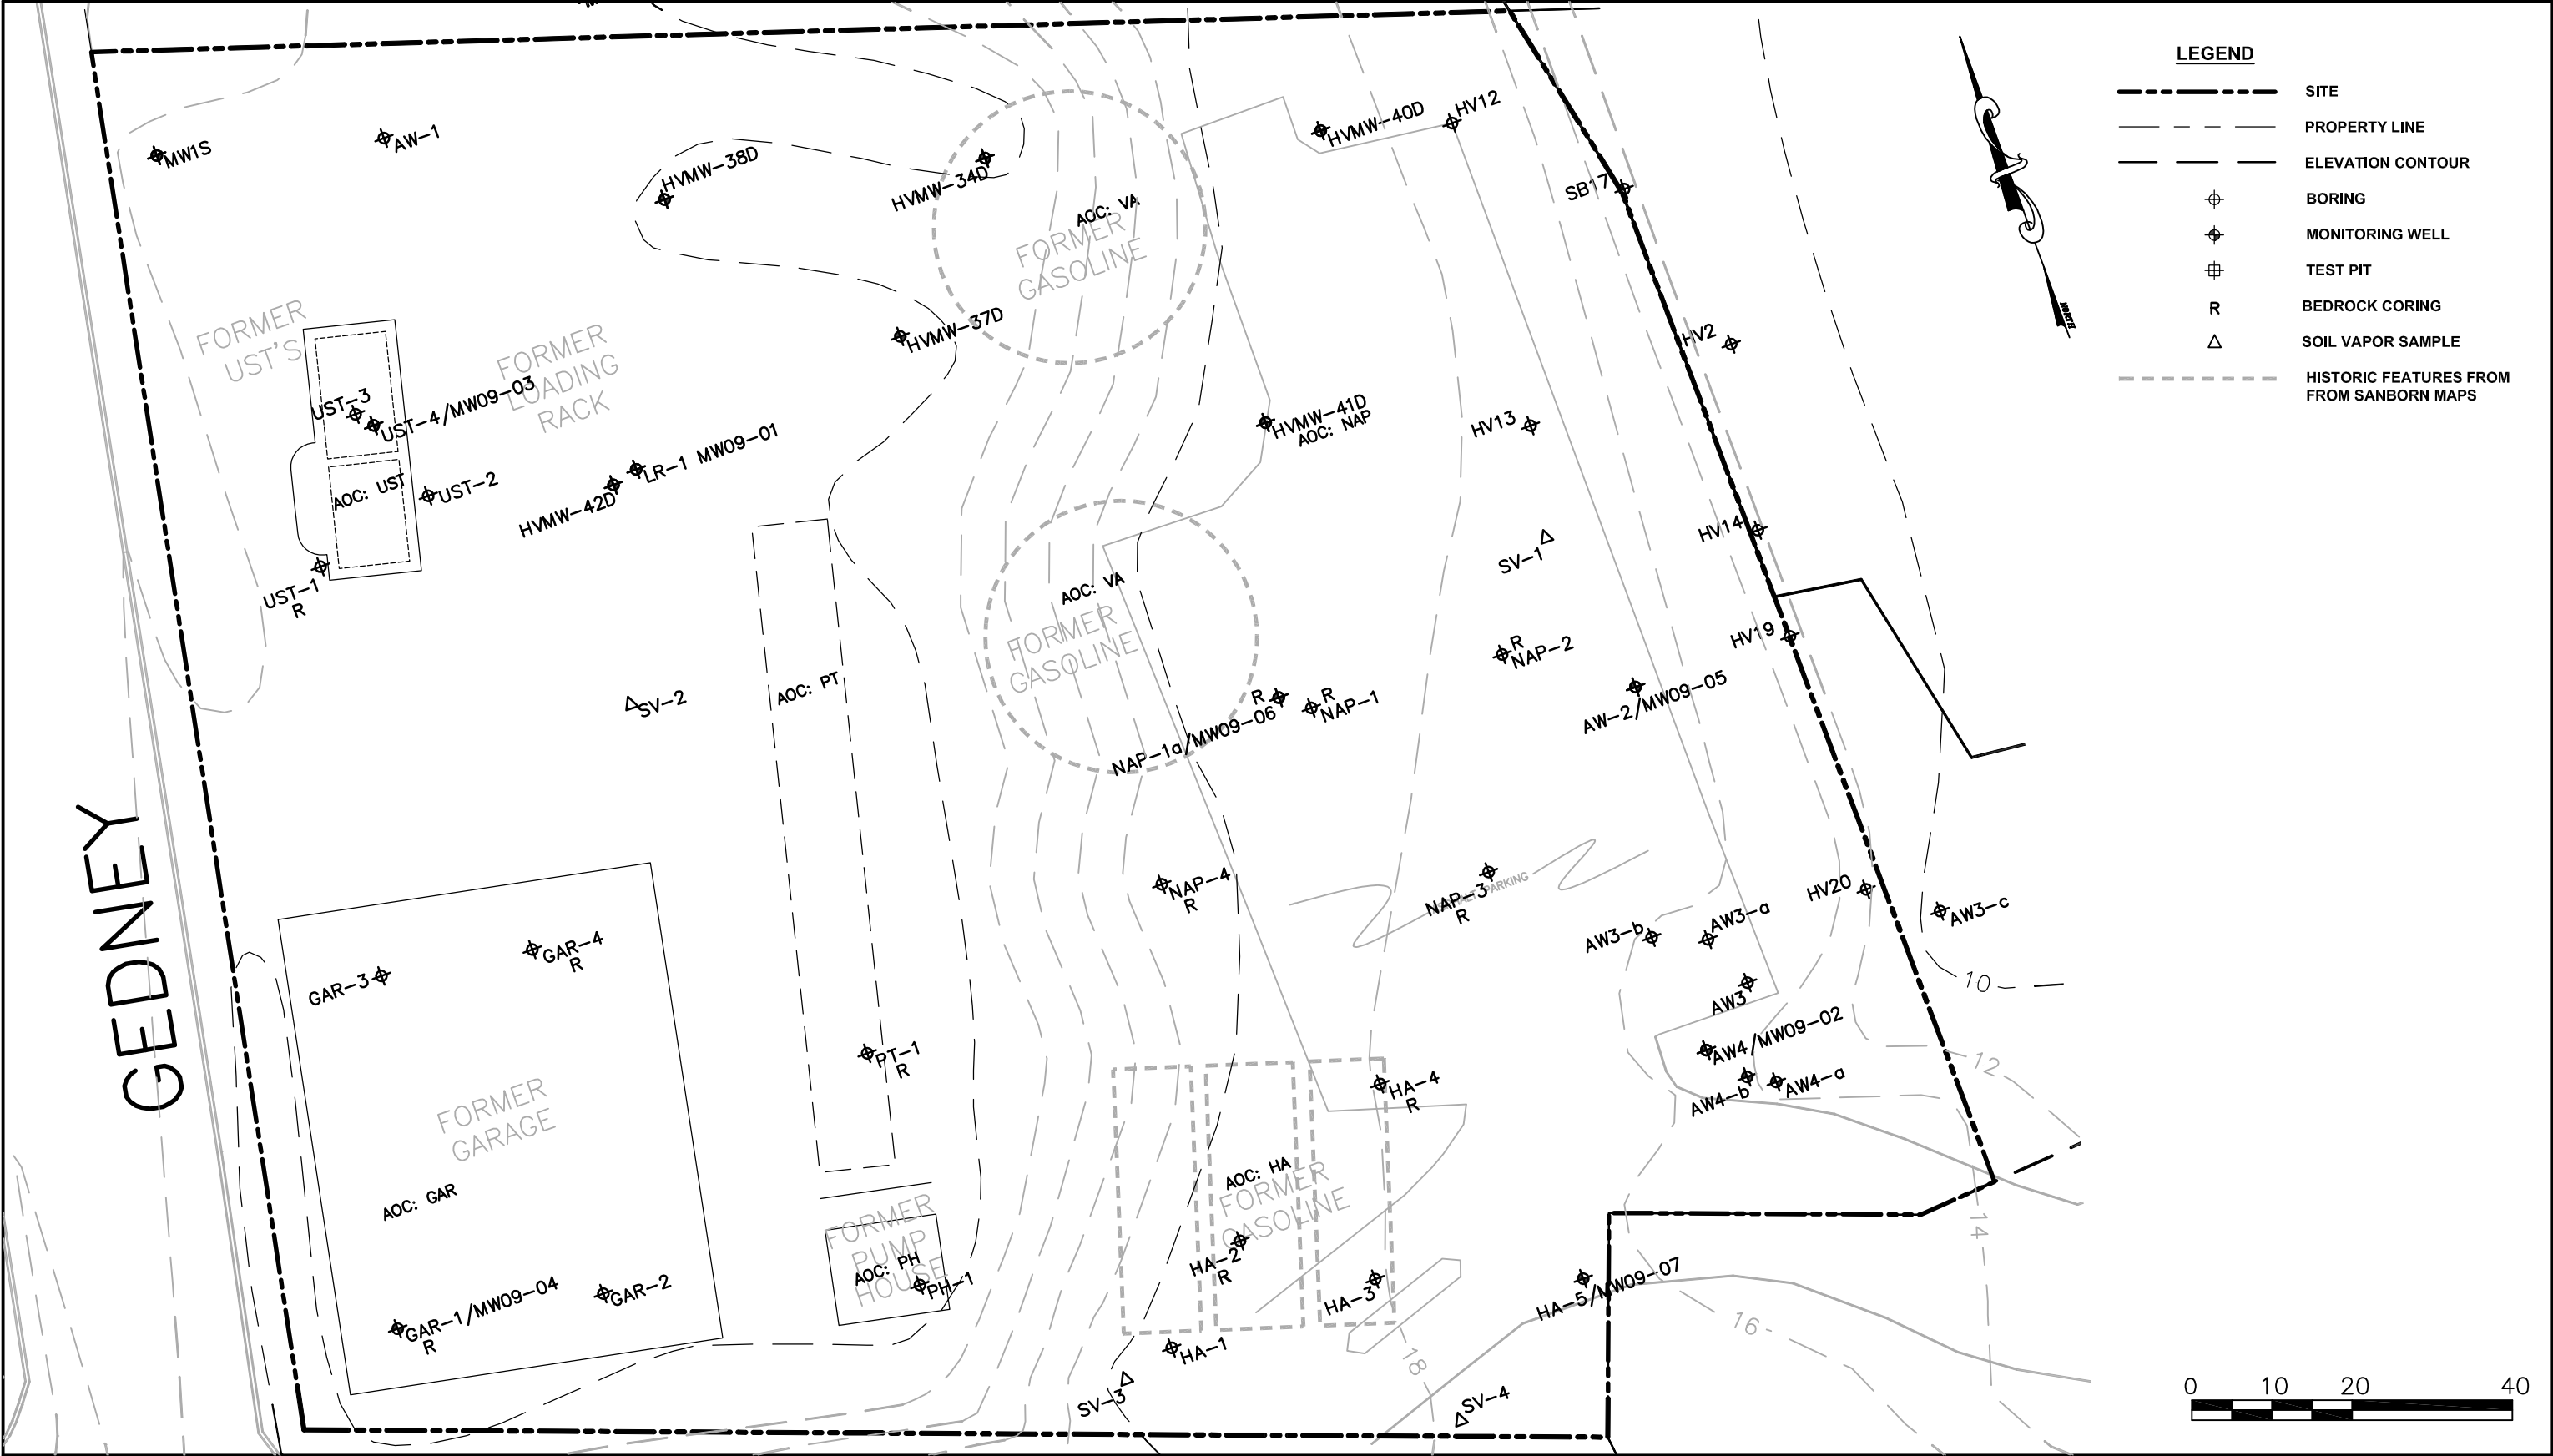 LEGEND
SITE
PROPERTY LINE
ELEVATION CONTOUR
BORING
MONITORING WELL
TEST PIT
R
BEDROCK CORING
SOIL VAPOR SAMPLE
HISTORIC FEATURES FROM
FROM SANBORN MAPS
NORTH
MW1S
AW-1
HVMW-38D
HVMW-34D
HVMW-40D
HV12
SB17
AOC: VA
FORMER
GASOLINE
HVMW-37D
HV2
FORMER
UST'S
FORMER
LOADING
RACK
UST-3
UST-4/MW09-03
HVMW-41D
AOC: NAP
HV13
LR-1 MW09-01
HVMW-42D
AOC: UST
UST-2
HV14
SV-1
UST-1
R
AOC: VA
FORMER
GASOLINE
HV19
R
NAP-2
SV-2
AOC: PT
R
NAP-1a/MW09-06
R
NAP-1
AW-2/MW09-05
GEDNEY
NAP-4
R
NAP-3
R
PARKING
HV20
AW3-c
AW3-b
AW3-a
GAR-4
R
GAR-3
AW3
10
AW4/MW09-02
12
PT-1
R
AW4-b
AW4-a
HA-4
R
FORMER
GARAGE
AOC: GAR
AOC: HA
FORMER
GASOLINE
FORMER
PUMP
HOUSE
AOC: PH
PH-1
14
HA-2
R
HA-3
HA-5/MW09-07
GAR-2
GAR-1/MW09-04
R
16
HA-1
18
SV-3
SV-4
0 10 20 40